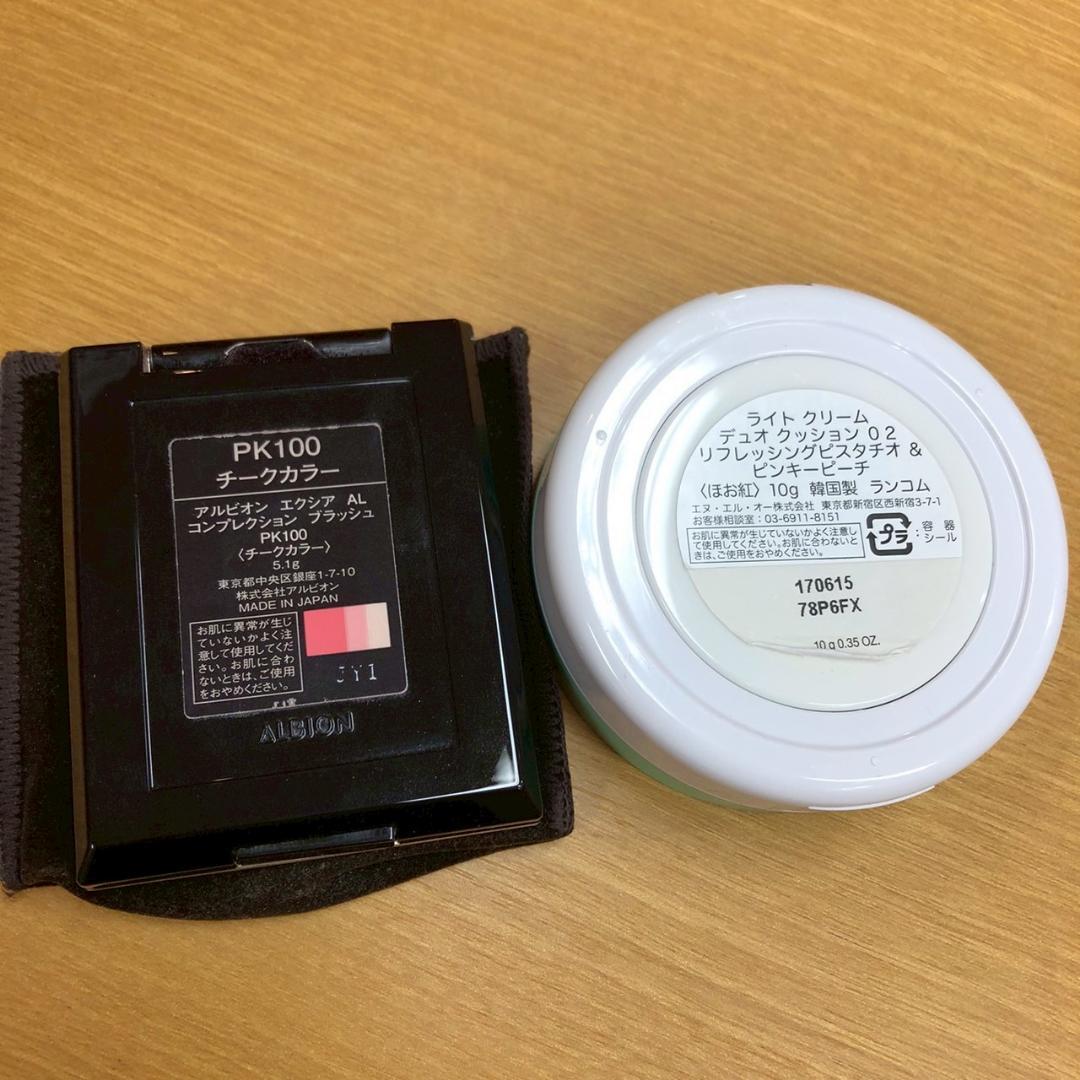 PK100
チークカラー
アルビオン エクシア AL
コンプレクション ブラッシュ
PK100
〈チークカラー〉
5.1g
東京都中央区銀座1-7-10
株式会社アルビオン
MADE IN JAPAN
お肌に異常が生じ
ていないかよく注
意して使用してくだ
さい。お肌に合わ
ないときは、ご使用
をおやめください。
JY1
ALBION
ライト クリーム
デュオ クッション 02
リフレッシングピスタチオ &
ピンキーピーチ
〈ほお紅〉 10g 韓国製 ランコム
エヌ・エル・オー株式会社 東京都新宿区西新宿3-7-1
お客様相談室：03-6911-8151
お肌に異常が生じていないかよく注意し
て使用してください。お肌に合わないと
きは、ご使用をおやめください。
プラ
：容器
シール
170615
78P6FX
10 g 0.35 OZ.